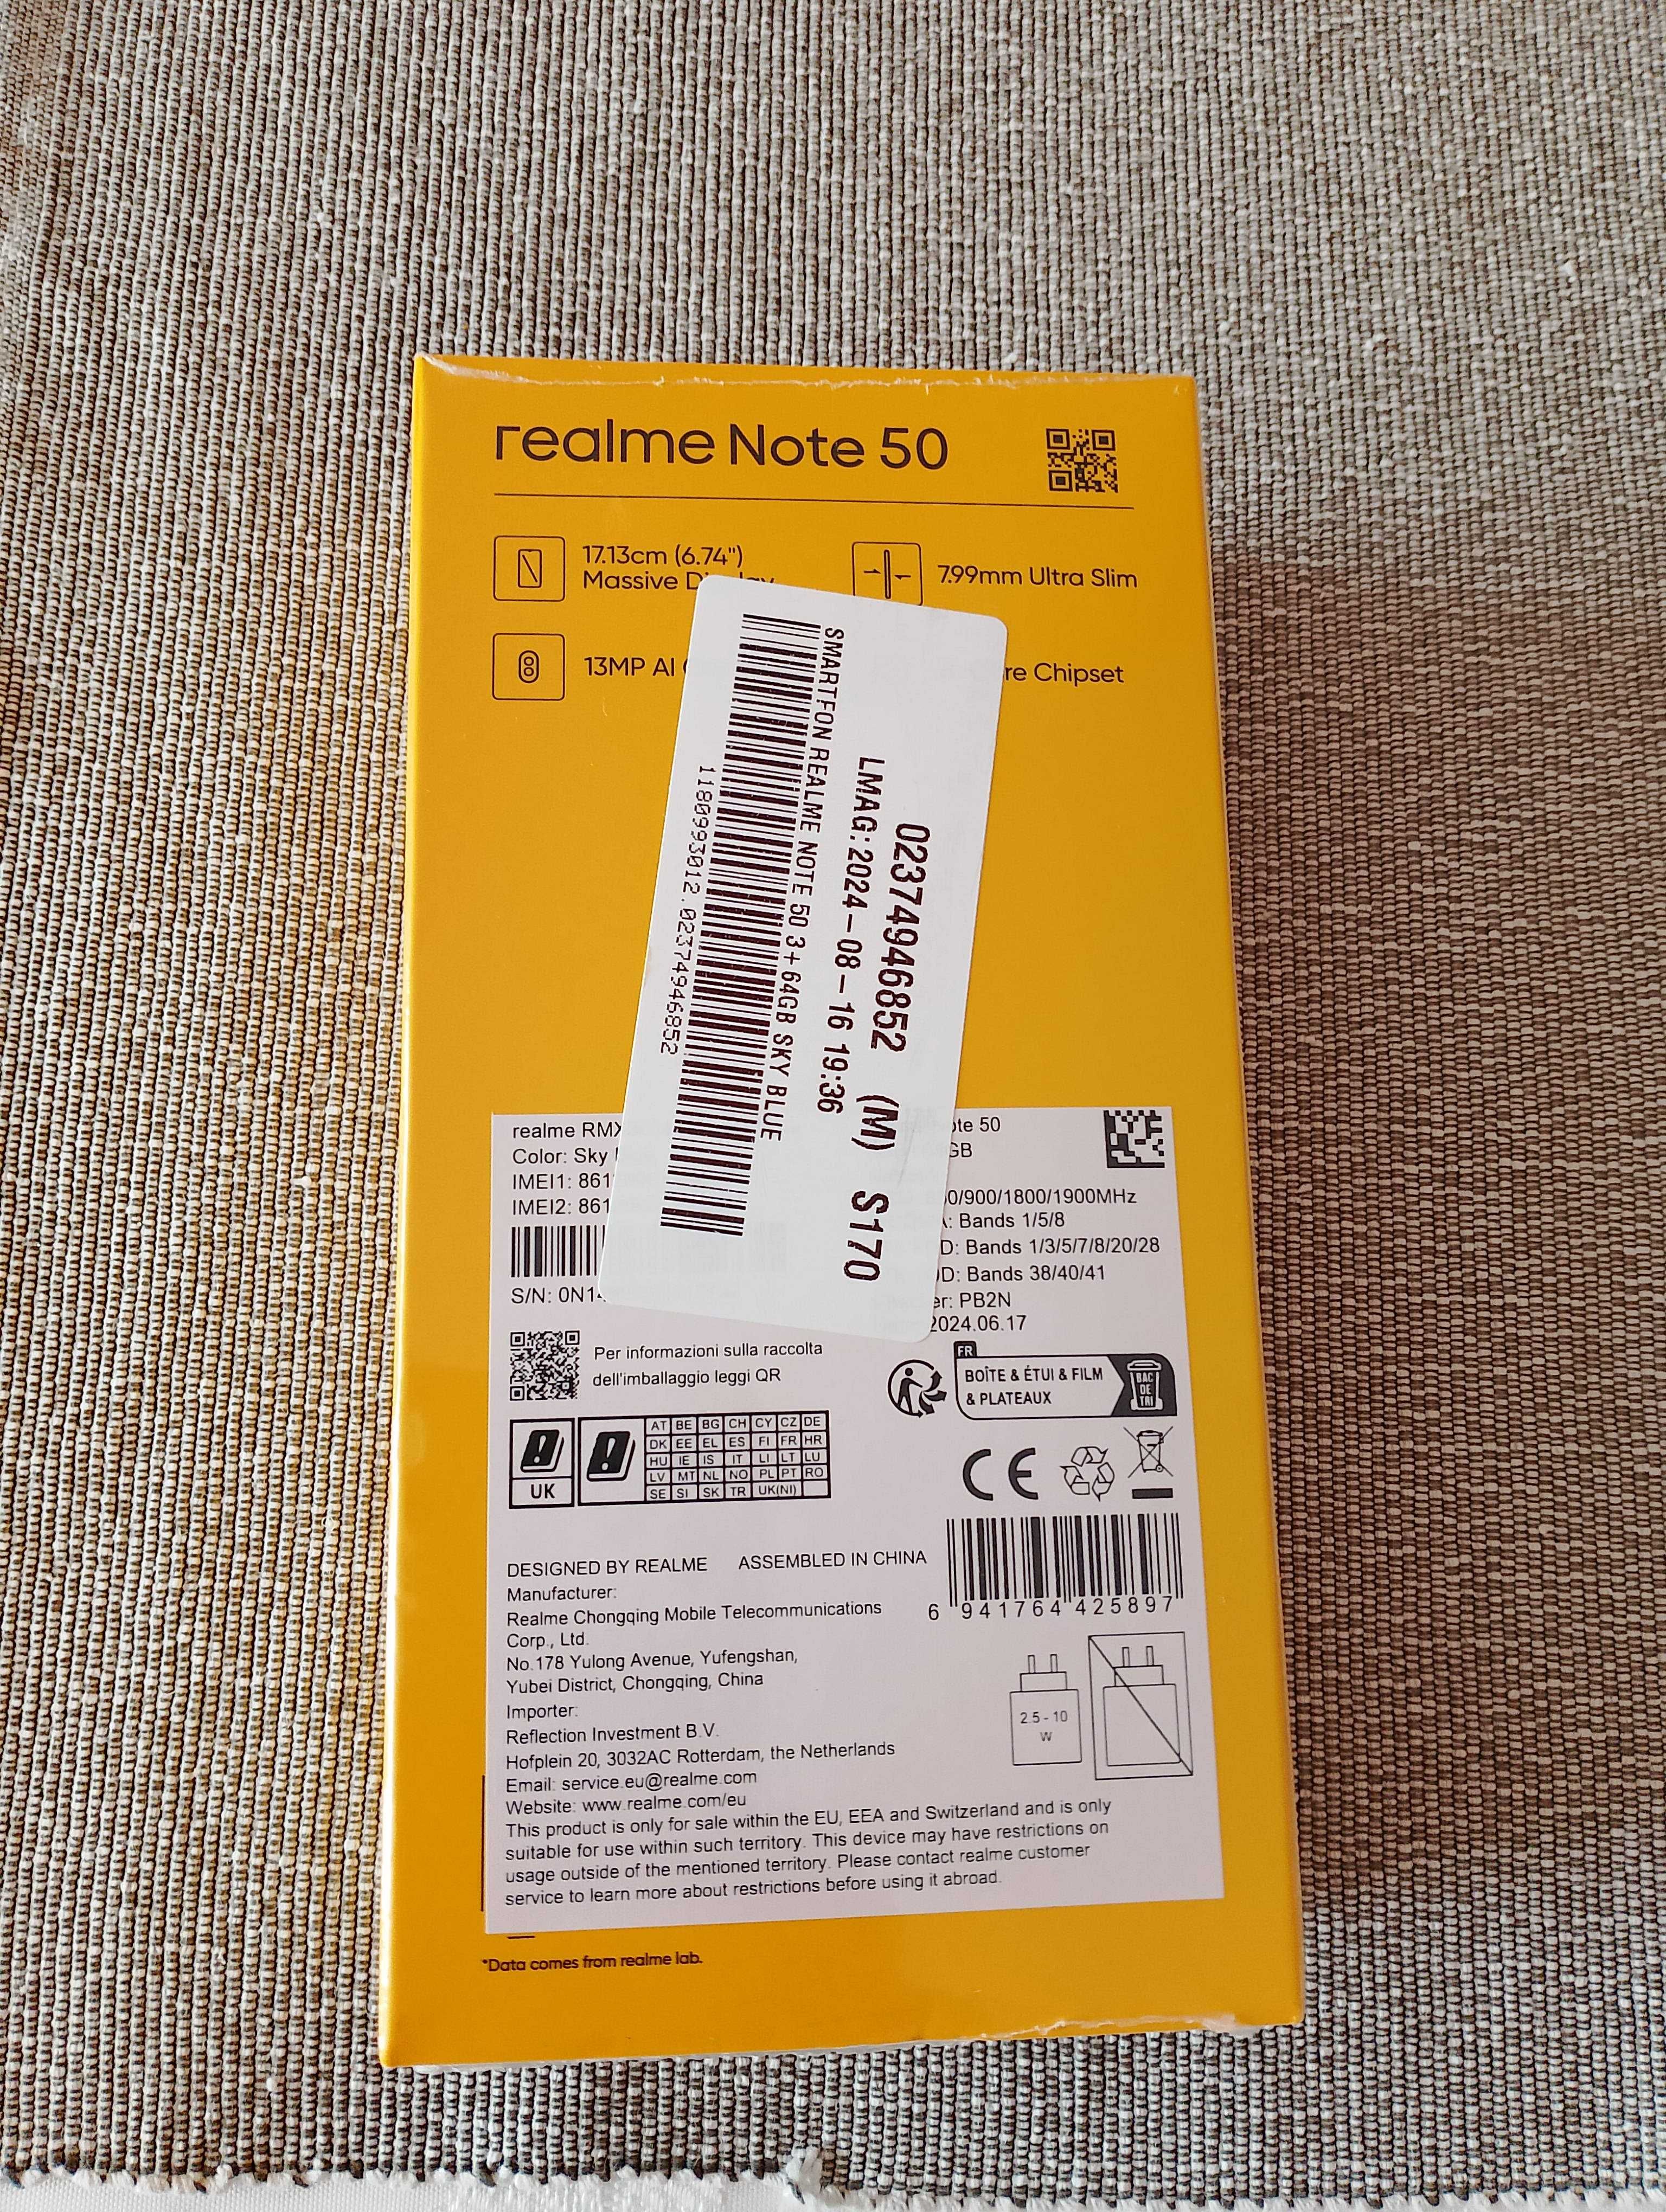 realme Note 50
17.13cm (6.74")
Massive
7.99mm Ultra Slim
13MP AI
Chipset
SMARTFON REALME NOTE 50 3+64GB SKY BLUE
1180993012.023749946852
LMAG:2024-08-16 19:36
023749946852 (M) S170
realme
Color: Sky
IMEI1: 861
IMEI2: 861
S/N: 0N14
50
GB
0/900/1800/1900MHz
Bands 1/5/8
D: Bands 1/3/5/7/8/20/28
DD: Bands 38/40/41
er: PB2N
2024.06.17
Per informazioni sulla raccolta
dell'imballaggio leggi QR
FR
BOÎTE & ÉTUI & FILM
& PLATEAUX
BAC
DE
TRI
UK
AT BE BG CH CY CZ DE
DK EE EL ES FI FR HR
HU IE IS IT LI LT LU
LV MT NL NO PL PT RO
SE SI SK TR UK(NI)
CE
DESIGNED BY REALME ASSEMBLED IN CHINA
Manufacturer:
Realme Chongqing Mobile Telecommunications
Corp., Ltd.
No.178 Yulong Avenue, Yufengshan,
Yubei District, Chongqing, China
Importer:
Reflection Investment B.V.
Hofplein 20, 3032AC Rotterdam, the Netherlands
Email: service.eu@realme.com
Website: www.realme.com/eu
This product is only for sale within the EU, EEA and Switzerland and is only
suitable for use within such territory. This device may have restrictions on
usage outside of the mentioned territory. Please contact realme customer
service to learn more about restrictions before using it abroad.
6 941764 425897
2.5 - 10
W
*Data comes from realme lab.